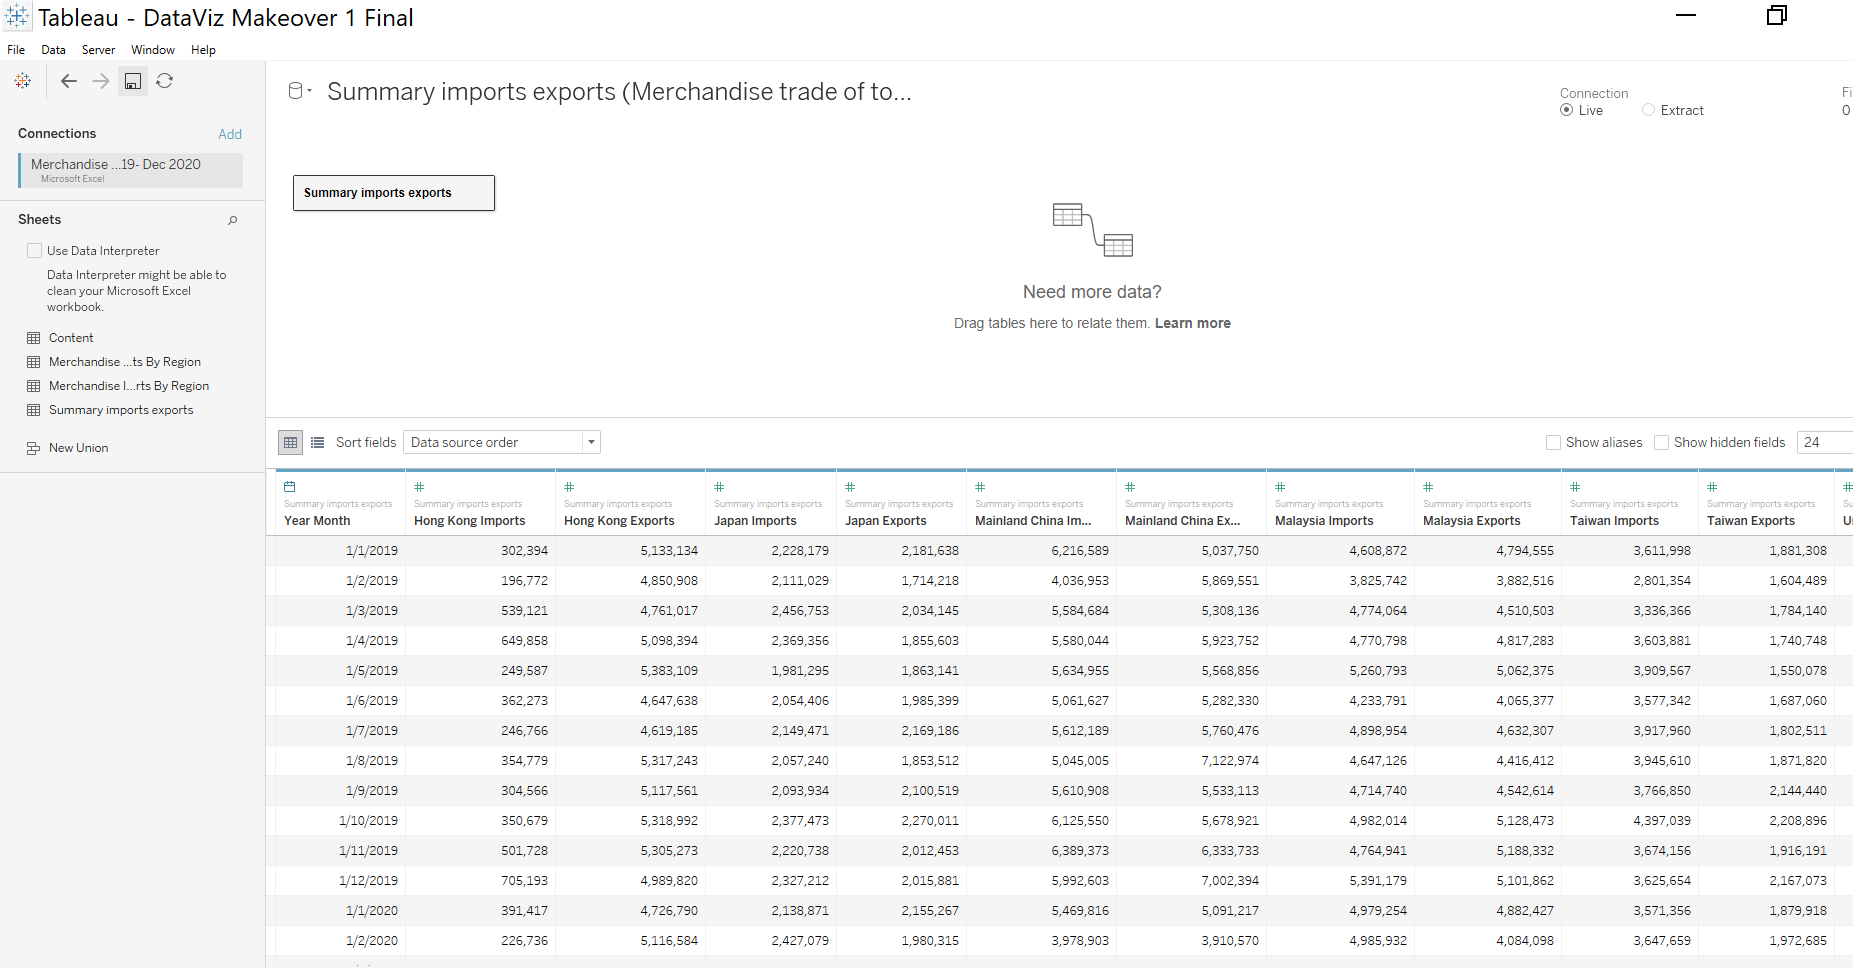 Tableau - DataViz Makeover 1 Final
File Data Server Window Help
Connections Add
Merchandise ...19- Dec 2020
Microsoft Excel
Sheets
Use Data Interpreter
Data Interpreter might be able to
clean your Microsoft Excel
workbook.
Content
Merchandise ...ts By Region
Merchandise I...rts By Region
Summary imports exports
New Union
Summary imports exports (Merchandise trade of to...
Connection
Live Extract
Fi
0
Summary imports exports
Need more data?
Drag tables here to relate them. Learn more
Sort fields Data source order Show aliases Show hidden fields 24
# # # # # # # # # # #
Summary imports exports Summary imports exports Summary imports exports Summary imports exports Summary imports exports Summary imports exports Summary imports exports Summary imports exports Summary imports exports Summary imports exports Summary imports exports Su
Year Month Hong Kong Imports Hong Kong Exports Japan Imports Japan Exports Mainland China Im... Mainland China Ex... Malaysia Imports Malaysia Exports Taiwan Imports Taiwan Exports U
1/1/2019 302,394 5,133,134 2,228,179 2,181,638 6,216,589 5,037,750 4,608,872 4,794,555 3,611,998 1,881,308
1/2/2019 196,772 4,850,908 2,111,029 1,714,218 4,036,953 5,869,551 3,825,742 3,882,516 2,801,354 1,604,489
1/3/2019 539,121 4,761,017 2,456,753 2,034,145 5,584,684 5,308,136 4,774,064 4,510,503 3,336,366 1,784,140
1/4/2019 649,858 5,098,394 2,369,356 1,855,603 5,580,044 5,923,752 4,770,798 4,817,283 3,603,881 1,740,748
1/5/2019 249,587 5,383,109 1,981,295 1,863,141 5,634,955 5,568,856 5,260,793 5,062,375 3,909,567 1,550,078
1/6/2019 362,273 4,647,638 2,054,406 1,985,399 5,061,627 5,282,330 4,233,791 4,065,377 3,577,342 1,687,060
1/7/2019 246,766 4,619,185 2,149,471 2,169,186 5,612,189 5,760,476 4,898,954 4,632,307 3,917,960 1,802,511
1/8/2019 354,779 5,317,243 2,057,240 1,853,512 5,045,005 7,122,974 4,647,126 4,416,412 3,945,610 1,871,820
1/9/2019 304,566 5,117,561 2,093,934 2,100,519 5,610,908 5,533,113 4,714,740 4,542,614 3,766,850 2,144,440
1/10/2019 350,679 5,318,992 2,377,473 2,270,011 6,125,550 5,678,921 4,982,014 5,128,473 4,397,039 2,208,896
1/11/2019 501,728 5,305,273 2,220,738 2,012,453 6,389,373 6,333,733 4,764,941 5,188,332 3,674,156 1,916,191
1/12/2019 705,193 4,989,820 2,327,212 2,015,881 5,992,603 7,002,394 5,391,179 5,101,862 3,625,654 2,167,073
1/1/2020 391,417 4,726,790 2,138,871 2,155,267 5,469,816 5,091,217 4,979,254 4,882,427 3,571,356 1,879,918
1/2/2020 226,736 5,116,584 2,427,079 1,980,315 3,978,903 3,910,570 4,985,932 4,084,098 3,647,659 1,972,685